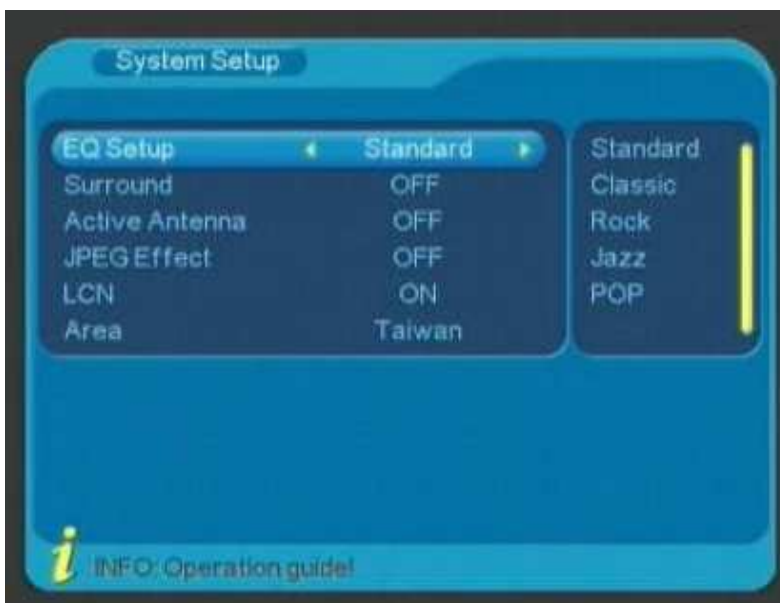 System Setup
EQ Setup Standard
Surround OFF
Active Antenna OFF
JPEG Effect OFF
LCN ON
Area Taiwan
Standard
Classic
Rock
Jazz
POP
INFO: Operation guide!